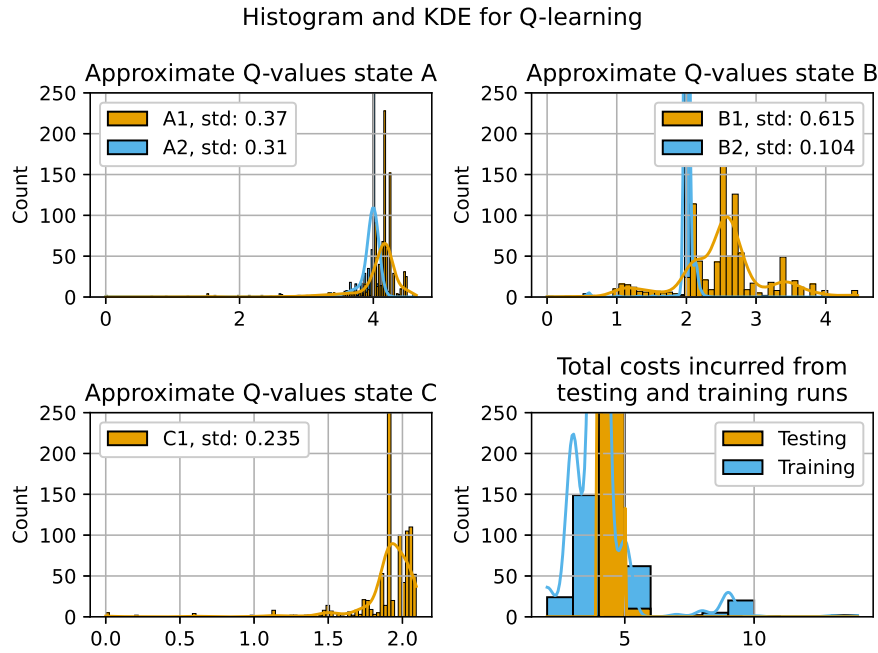 Histogram and KDE for Q-learning
Approximate Q-values state A
Count
250
200
150
100
50
0
0
2
4
A1, std: 0.37
A2, std: 0.31
Approximate Q-values state B
Count
250
200
150
100
50
0
0
1
2
3
4
B1, std: 0.615
B2, std: 0.104
Approximate Q-values state C
Count
250
200
150
100
50
0
0.0
0.5
1.0
1.5
2.0
C1, std: 0.235
Total costs incurred from
testing and training runs
Count
250
200
150
100
50
0
5
10
Testing
Training